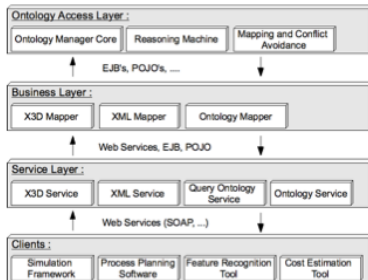 Ontology Access Layer :
Ontology Manager Core
Reasoning Machine
Mapping and Conflict
Avoidance
EJB's, POJO's, ....
Business Layer :
X3D Mapper
XML Mapper
Ontology Mapper
Web Services, EJB, POJO
Service Layer :
X3D Service
XML Service
Query Ontology
Service
Ontology Service
Web Services (SOAP, ...)
Clients :
Simulation
Framework
Process Planning
Software
Feature Recognition
Tool
Cost Estimation
Tool